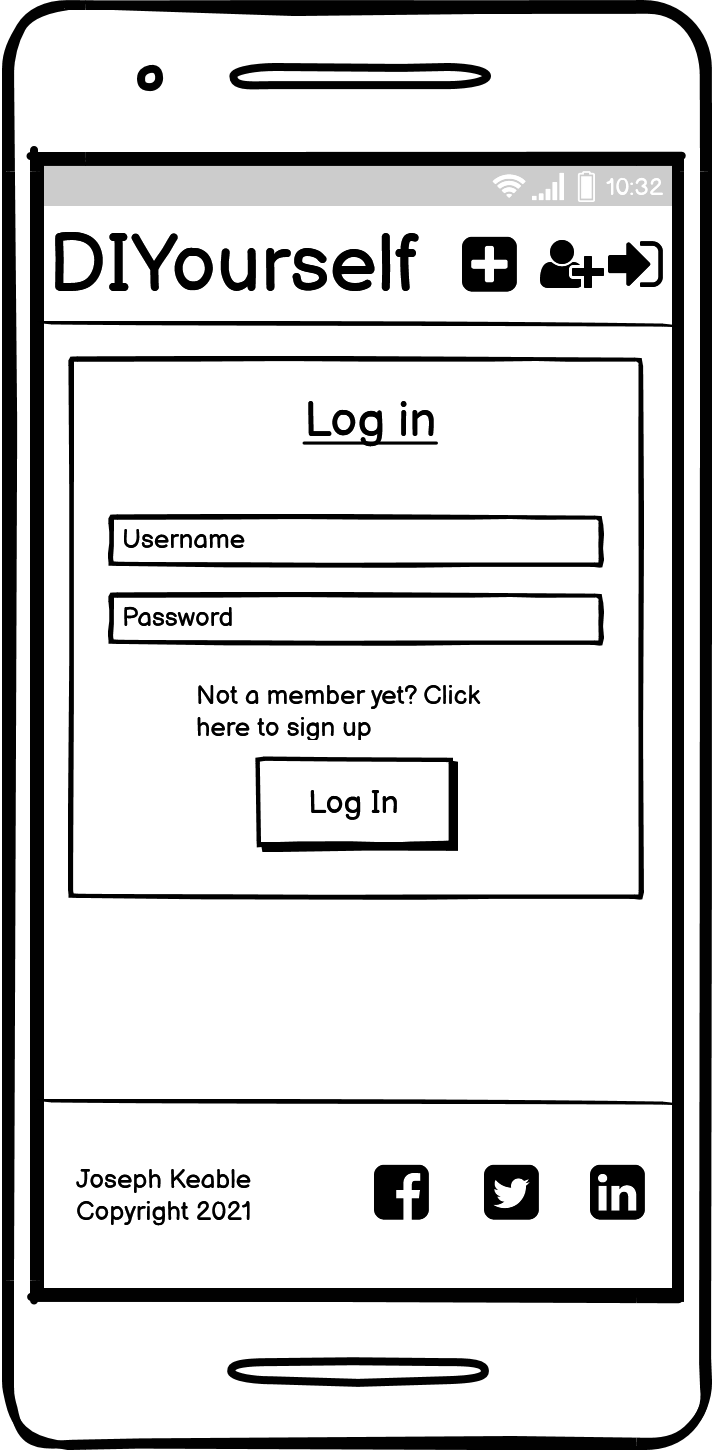 10:32
DIYourself
Log in
Username
Password
Not a member yet? Click
here to sign up
Log In
Joseph Keable
Copyright 2021